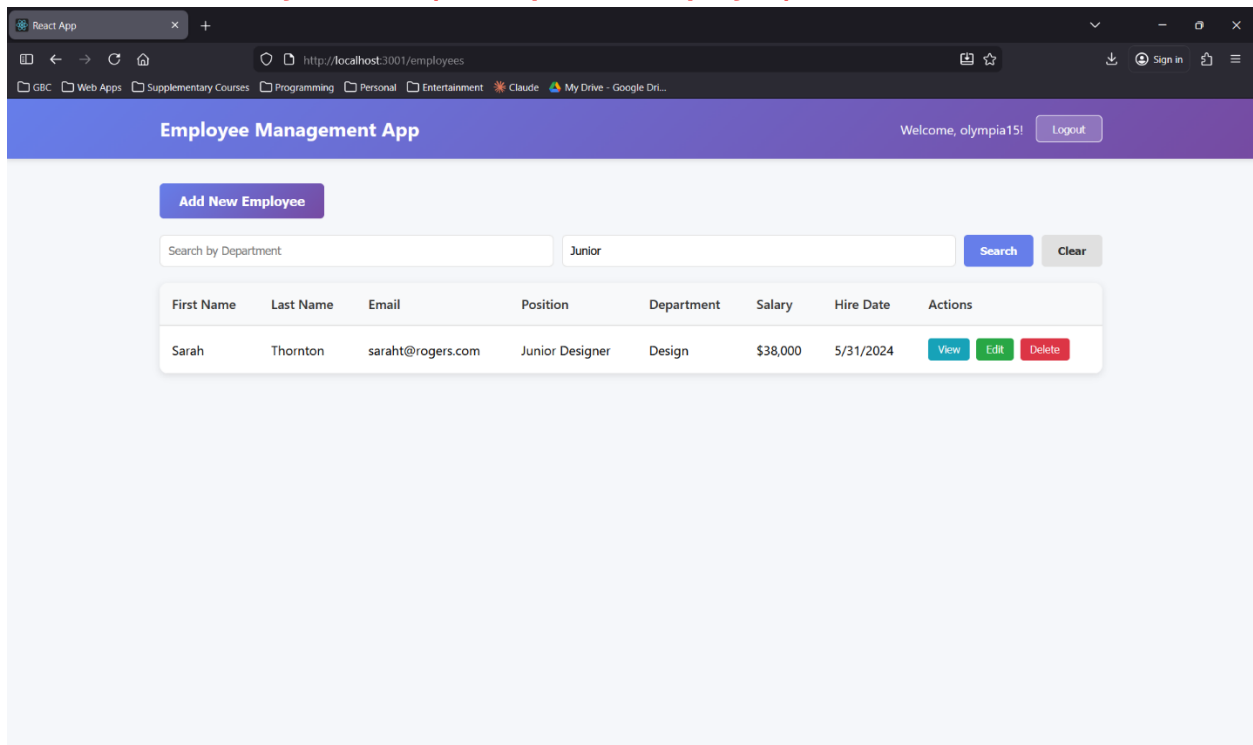 React App
http://localhost:3001/employees
Sign in
GBC Web Apps Supplementary Courses Programming Personal Entertainment Claude My Drive - Google Dri...
Employee Management App Welcome, olympia15! Logout
Add New Employee
Search by Department Junior Search Clear
First Name Last Name Email Position Department Salary Hire Date Actions
Sarah Thornton saraht@rogers.com Junior Designer Design $38,000 5/31/2024 View Edit Delete